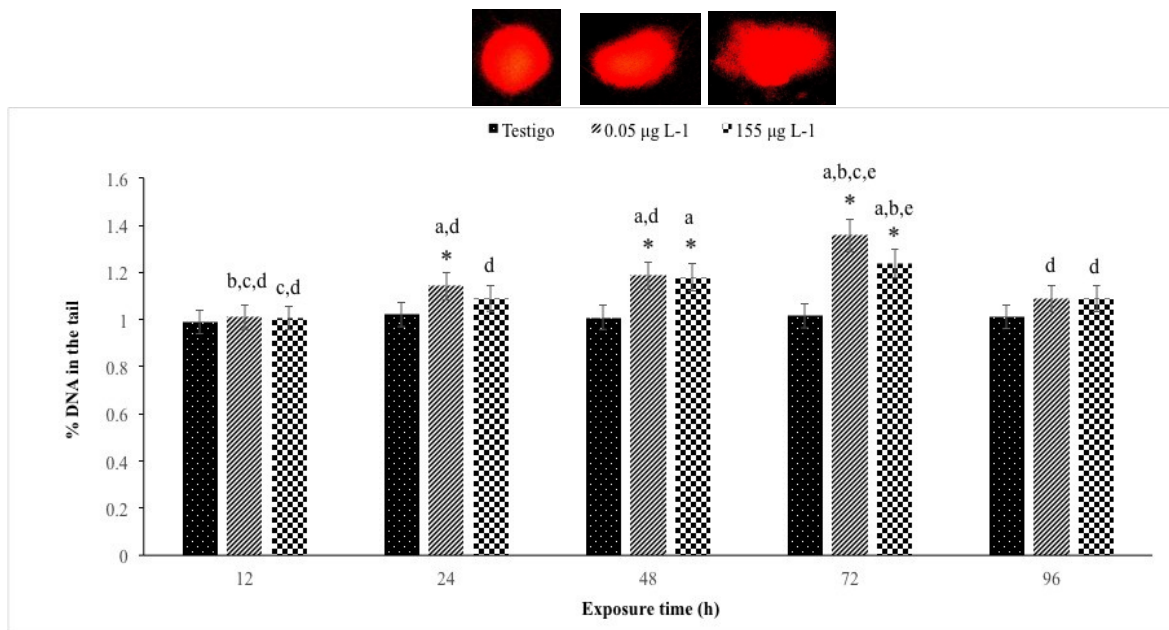 Testigo 0.05 µg L-1 155 µg L-1
% DNA in the tail
1.6
1.4
1.2
1
0.8
0.6
0.4
0.2
0
b,c,d
c,d
a,d
*
d
a,d
*
a
*
a,b,c,e
*
a,b,e
*
d
d
12 24 48 72 96
Exposure time (h)